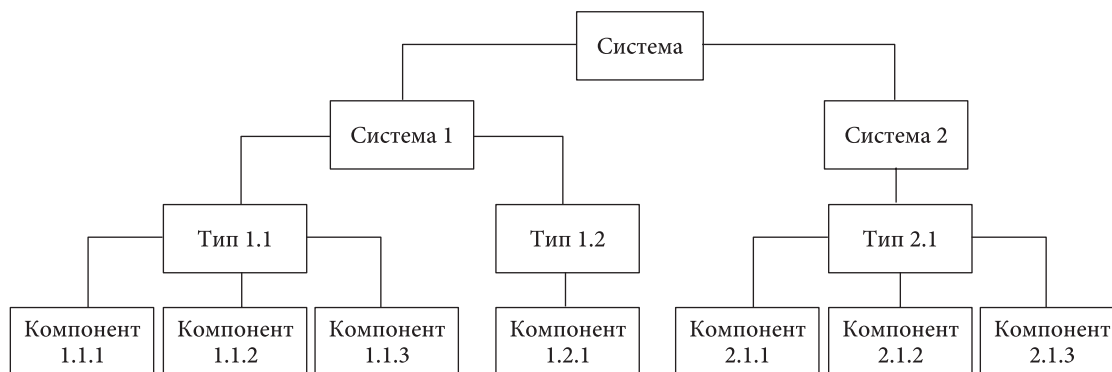 Система
Система 1
Система 2
Тип 1.1
Тип 1.2
Тип 2.1
Компонент
1.1.1
Компонент
1.1.2
Компонент
1.1.3
Компонент
1.2.1
Компонент
2.1.1
Компонент
2.1.2
Компонент
2.1.3